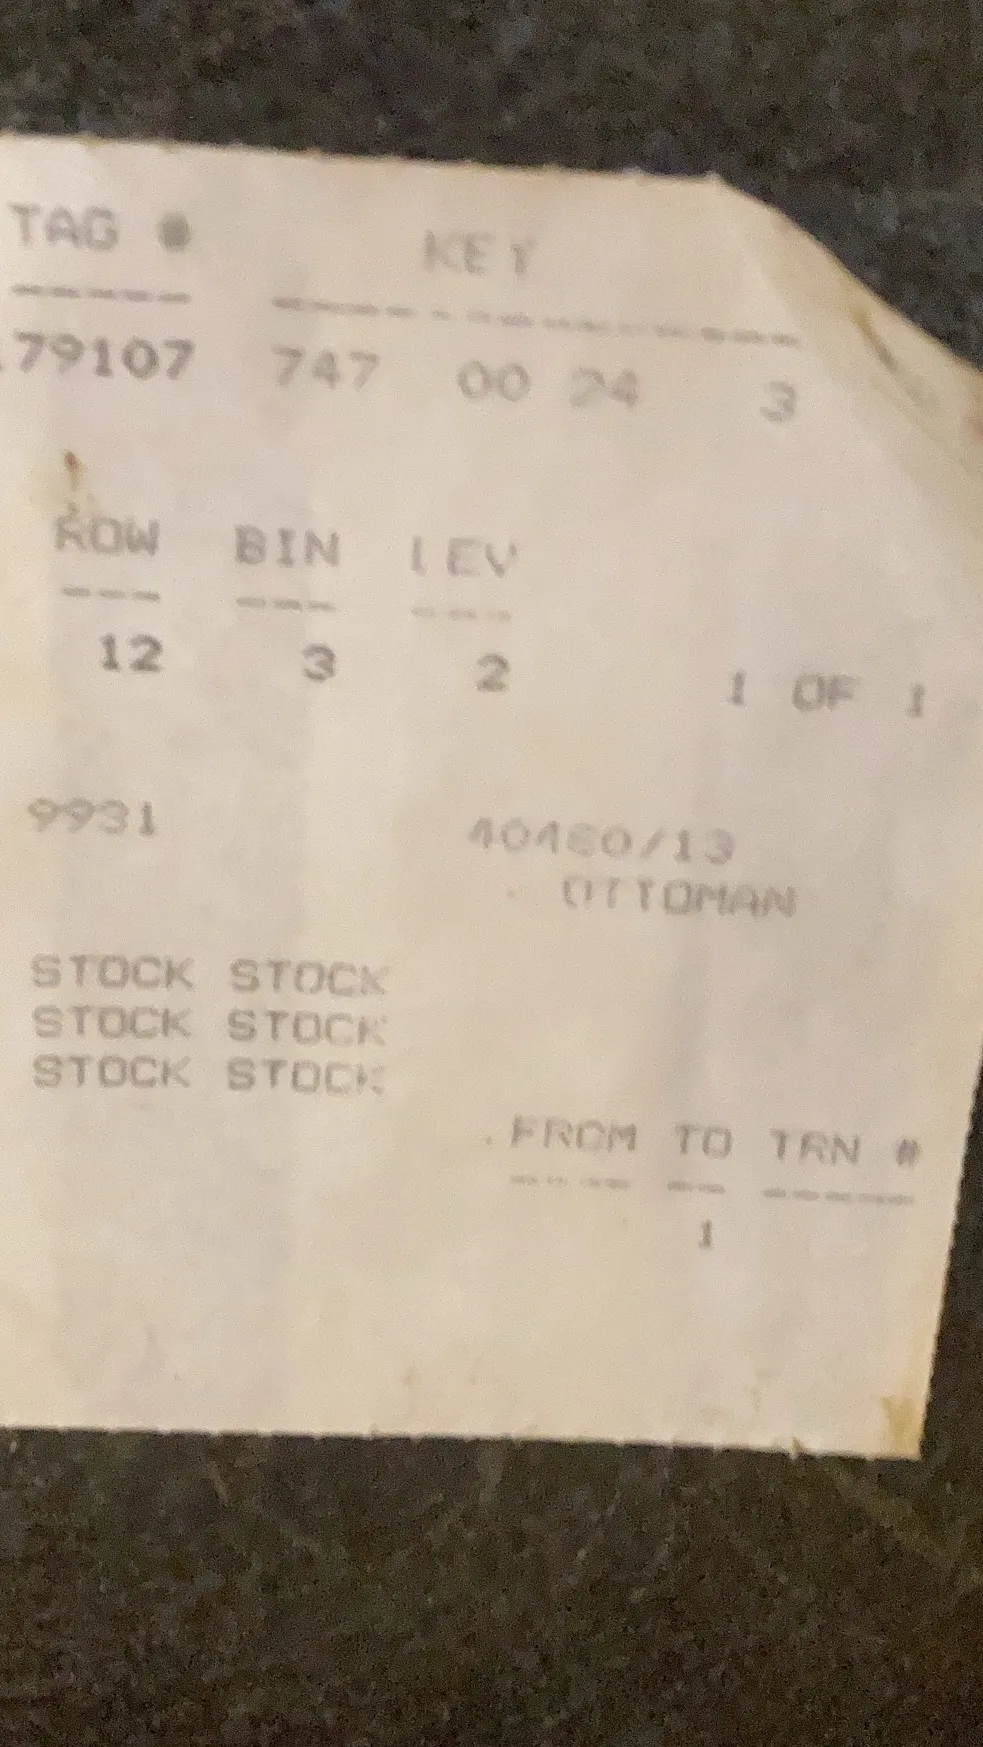 TAG # KEY
----- ---------------
79107 747 00 24 3
ROW BIN LEV
--- --- ---
12 3 2 1 OF 1
9931 40480/13
OTTOMAN
STOCK STOCK
STOCK STOCK
STOCK STOCK
FROM TO TRN #
---- -- -----
1